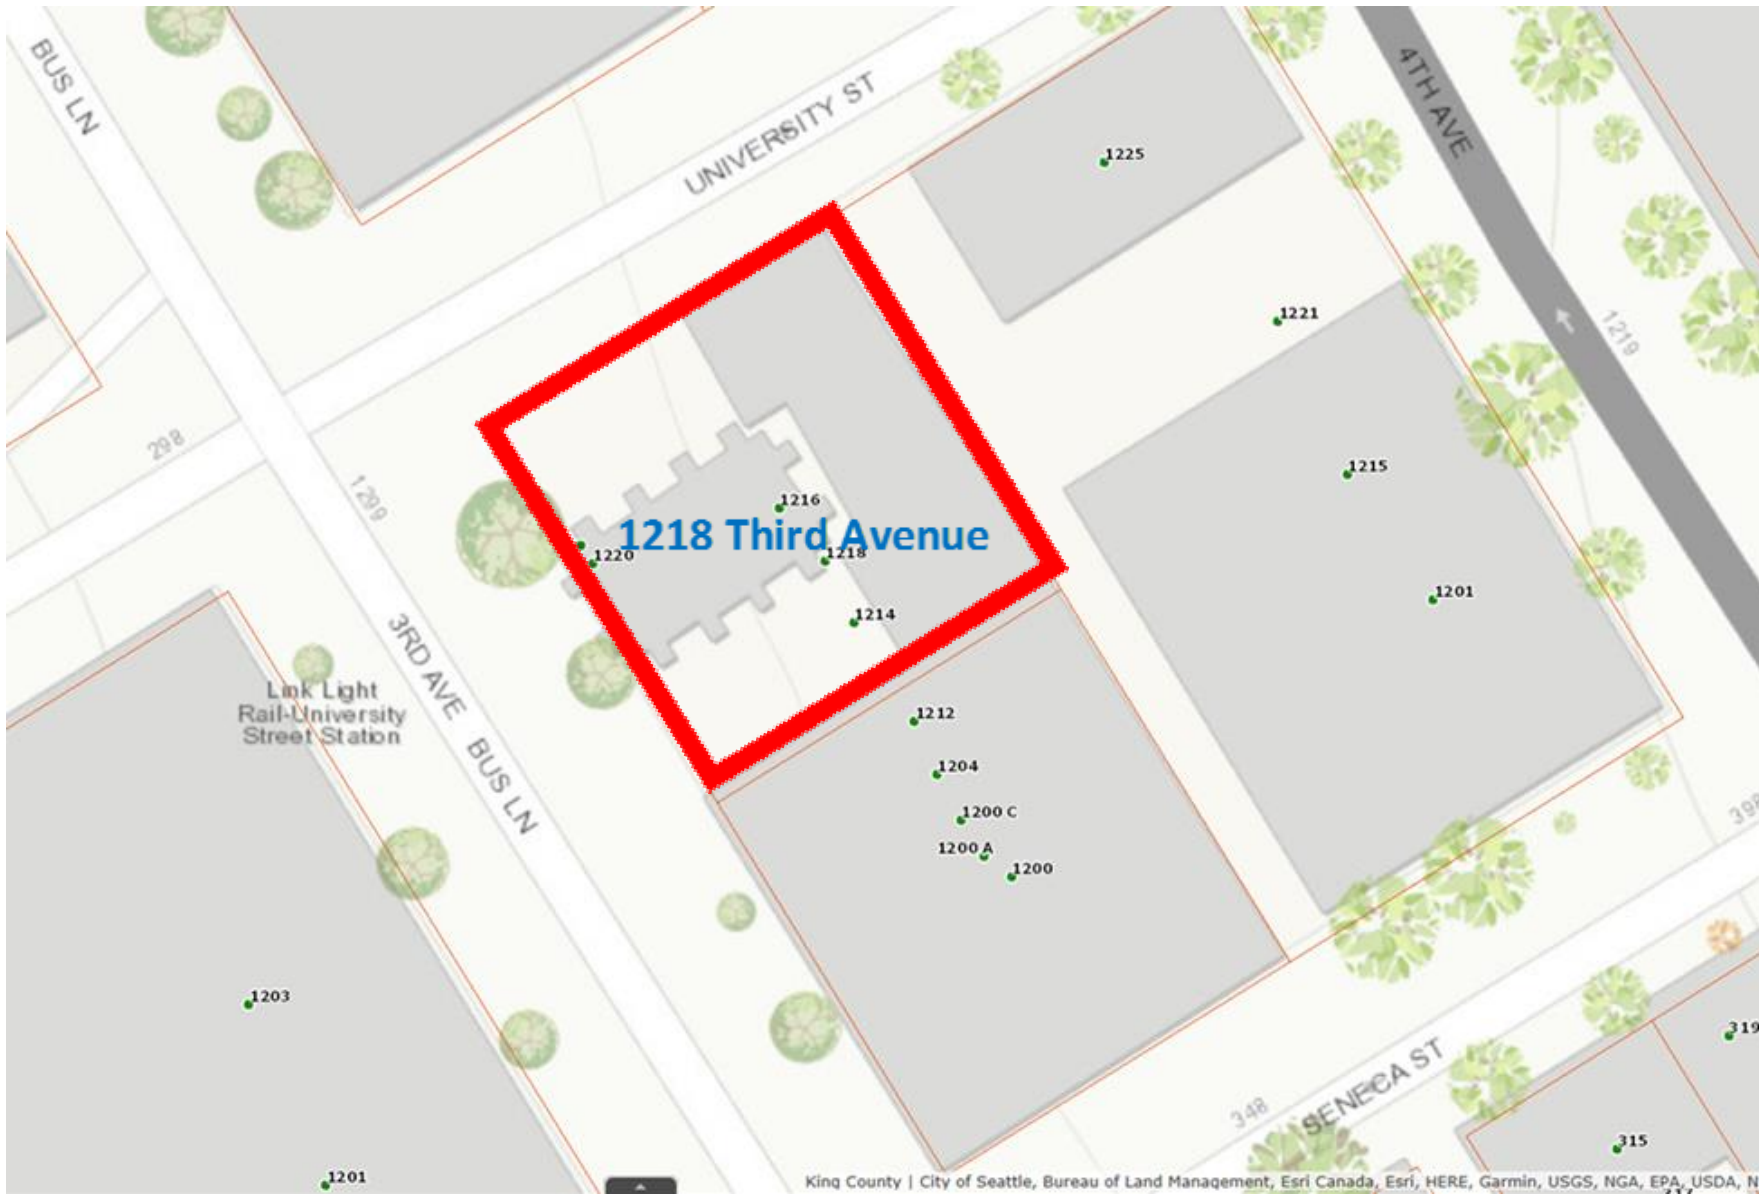 BUS LN
UNIVERSITY ST
4TH AVE
1225
1221
1219
298
1299
1215
1216
1218 Third Avenue
1220
1218
1201
1214
3RD AVE
BUS LN
Link Light
Rail-University
Street Station
1212
1204
1200 C
1200 A
1200
398
1203
319
SENECA ST
348
315
1201
King County | City of Seattle, Bureau of Land Management, Esri Canada, Esri, HERE, Garmin, USGS, NGA, EPA, USDA, N